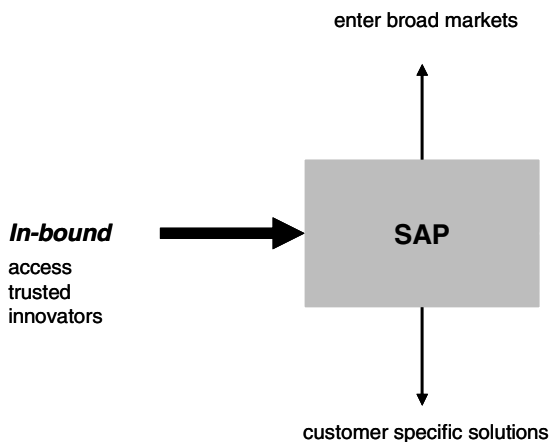 enter broad markets
In-bound
SAP
access
trusted
innovators
customer specific solutions